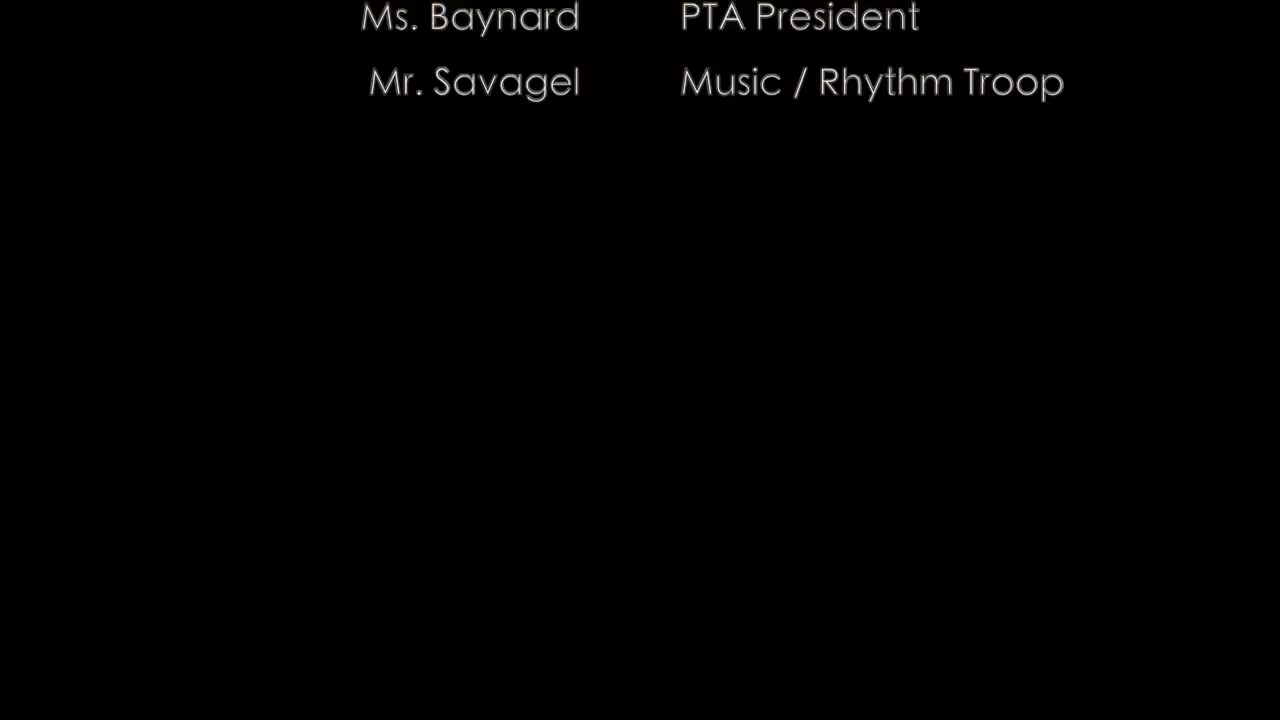 Ms. Baynard PTA President
Mr. Savagel Music / Rhythm Troop